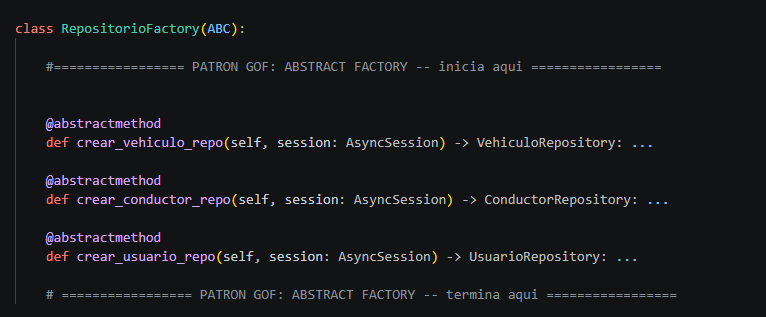 class RepositorioFactory(ABC):
#================= PATRON GOF: ABSTRACT FACTORY -- inicia aqui =================
@abstractmethod
def crear_vehiculo_repo(self, session: AsyncSession) -> VehiculoRepository: ...
@abstractmethod
def crear_conductor_repo(self, session: AsyncSession) -> ConductorRepository: ...
@abstractmethod
def crear_usuario_repo(self, session: AsyncSession) -> UsuarioRepository: ...
# ================= PATRON GOF: ABSTRACT FACTORY -- termina aqui =================